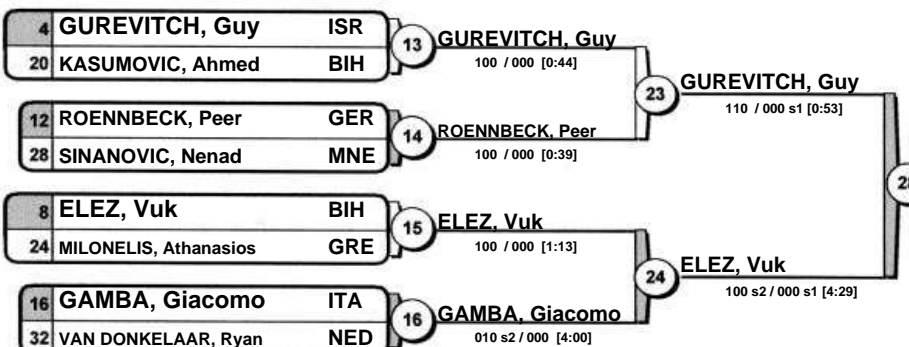 4 GUREVITCH, Guy ISR
20 KASUMOVIC, Ahmed BIH
13
GUREVITCH, Guy
100 / 000 [0:44]
12 ROENNBECK, Peer GER
28 SINANOVIC, Nenad MNE
14
ROENNBECK, Peer
100 / 000 [0:39]
23
GUREVITCH, Guy
110 / 000 s1 [0:53]
8 ELEZ, Vuk BIH
24 MILONELIS, Athanasios GRE
15
ELEZ, Vuk
100 / 000 [1:13]
16 GAMBA, Giacomo ITA
32 VAN DONKELAAR, Ryan NED
16
GAMBA, Giacomo
010 s2 / 000 [4:00]
24
ELEZ, Vuk
100 s2 / 000 s1 [4:29]